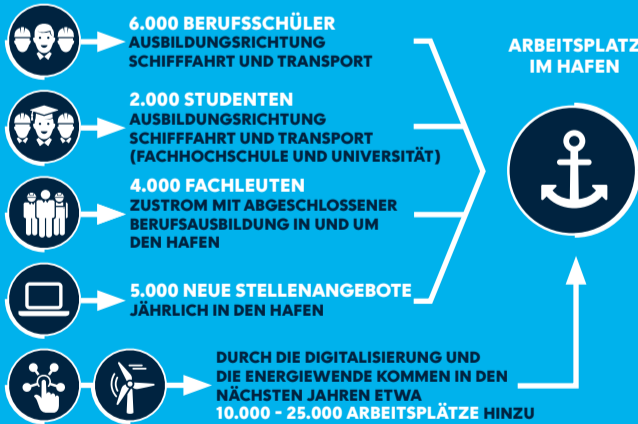 6.000 BERUFSSCHÜLER
AUSBILDUNGSRICHTUNG
SCHIFFFAHRT UND TRANSPORT
2.000 STUDENTEN
AUSBILDUNGSRICHTUNG
SCHIFFFAHRT UND TRANSPORT
(FACHHOCHSCHULE UND UNIVERSITÄT)
4.000 FACHLEUTEN
ZUSTROM MIT ABGESCHLOSSENER
BERUFSAUSBILDUNG IN UND UM
DEN HAFEN
5.000 NEUE STELLENANGEBOTE
JÄHRLICH IN DEN HAFEN
DURCH DIE DIGITALISIERUNG UND
DIE ENERGIEWENDE KOMMEN IN DEN
NÄCHSTEN JAHREN ETWA
10.000 - 25.000 ARBEITSPLÄTZE HINZU
ARBEITSPLATZ
IM HAFEN